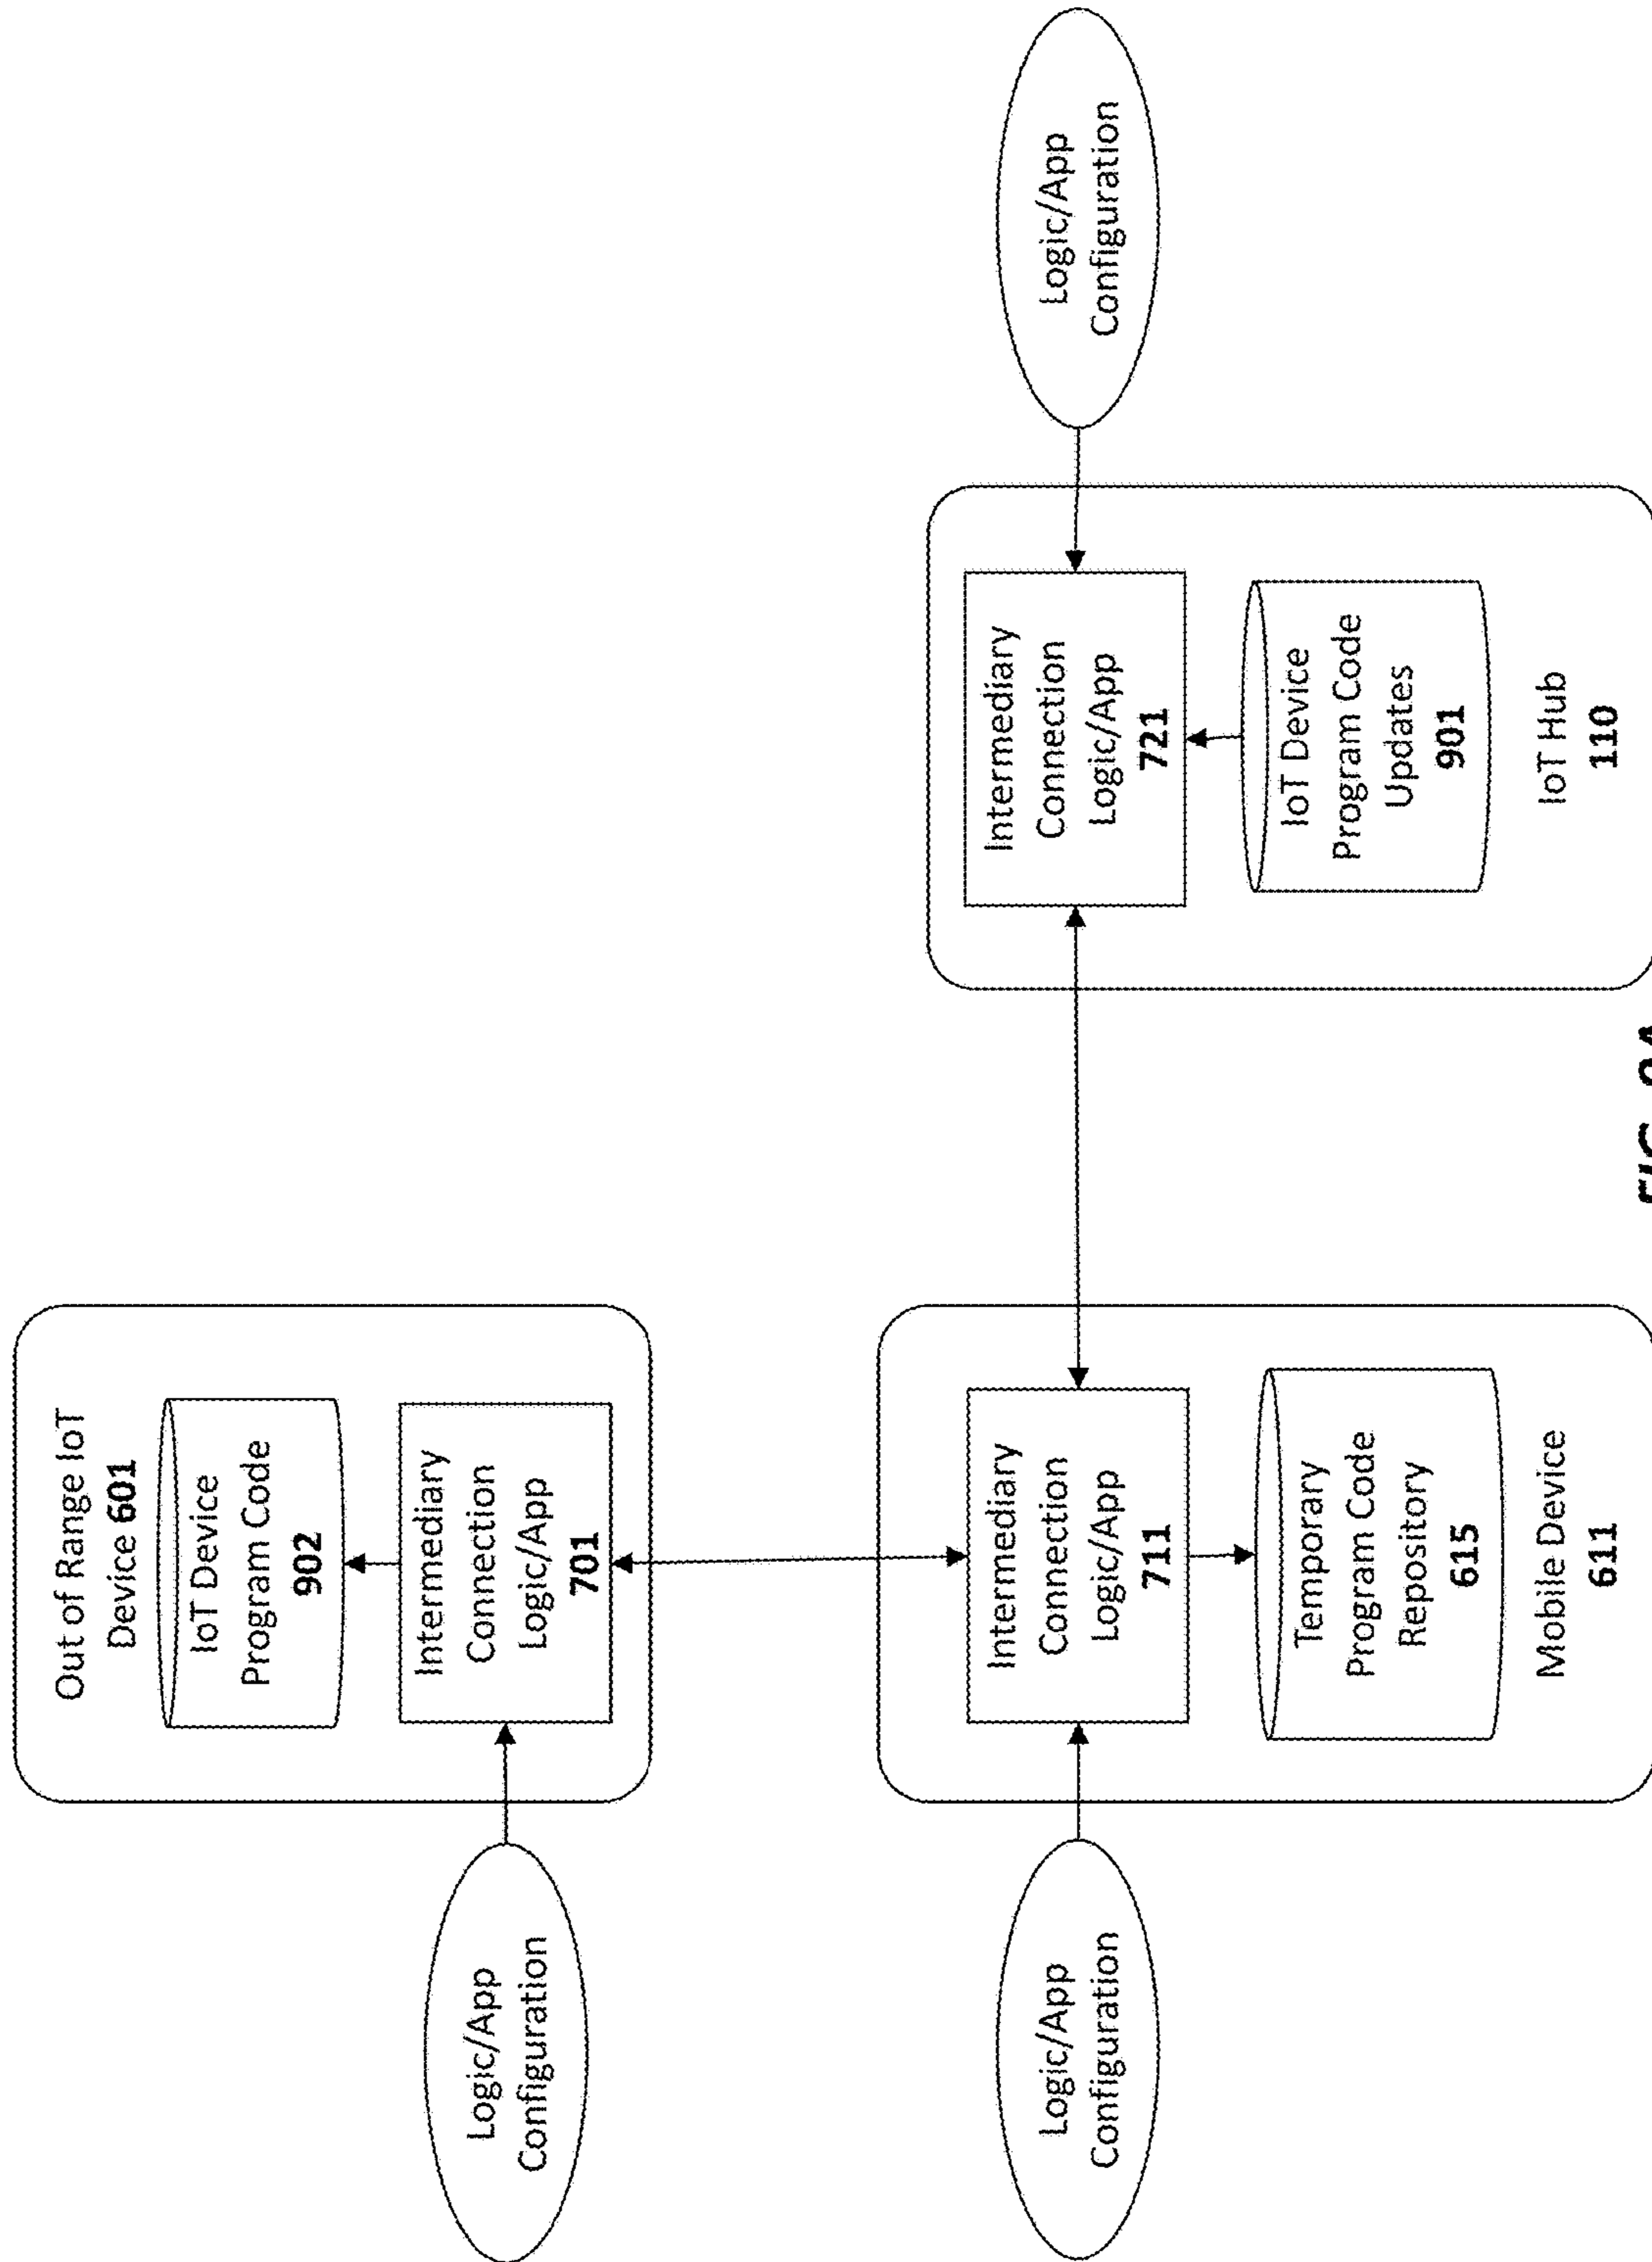 Out of Range IoT
Device 601
IoT Device
Program Code
902
Intermediary
Connection
Logic/App
701
Logic/App
Configuration
Logic/App
Configuration
Intermediary
Connection
Logic/App
711
Temporary
Program Code
Repository
615
Mobile Device
611
Intermediary
Connection
Logic/App
721
IoT Device
Program Code
Updates
901
IoT Hub
110
Logic/App
Configuration
FIG. 9A